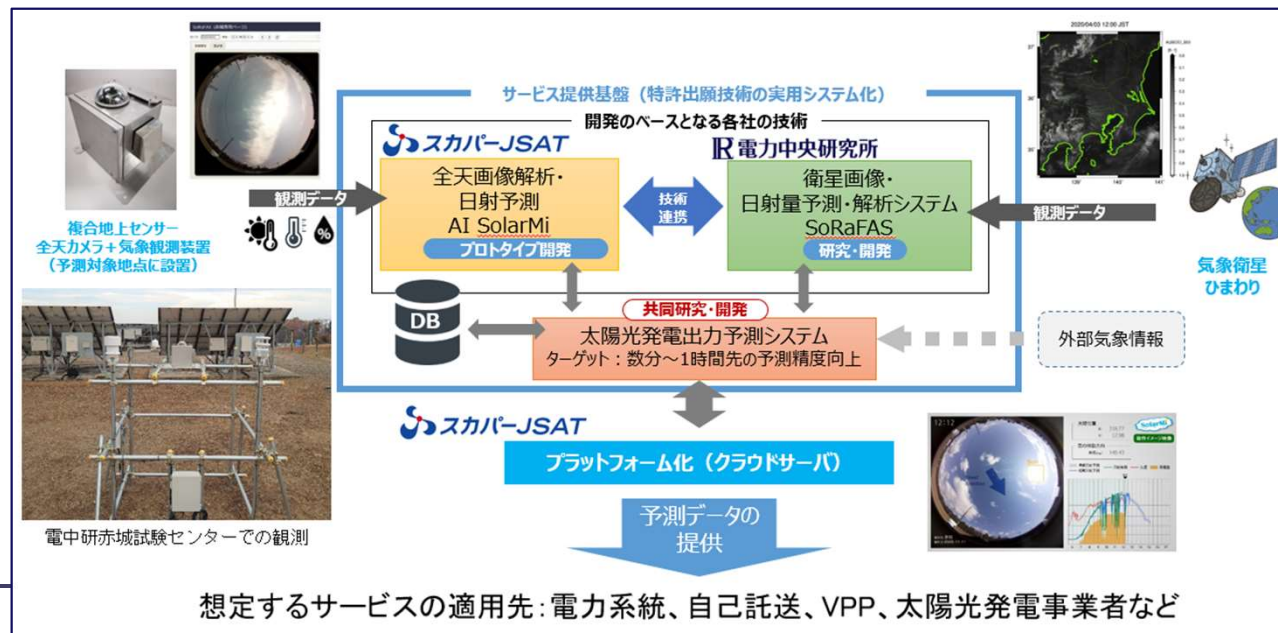 サービス提供基盤（特許出願技術の実用システム化）
開発のベースとなる各社の技術
スカパーJSAT
全天画像解析・
日射予測
AI SolarMi
プロトタイプ開発
技術
連携
電力中央研究所
衛星画像・
日射量予測・解析システム
SoRaFAS
研究・開発
観測データ
観測データ
複合地上センサー
全天カメラ＋気象観測装置
（予測対象地点に設置）
%
2020/04/03 12:00 JST
気象衛星
ひまわり
DB
共同研究・開発
太陽光発電出力予測システム
ターゲット：数分～1時間先の予測精度向上
外部気象情報
電中研赤城試験センターでの観測
スカパーJSAT
プラットフォーム化（クラウドサーバ）
予測データの
提供
12:12
SolarMi
想定するサービスの適用先：電力系統、自己託送、VPP、太陽光発電事業者など